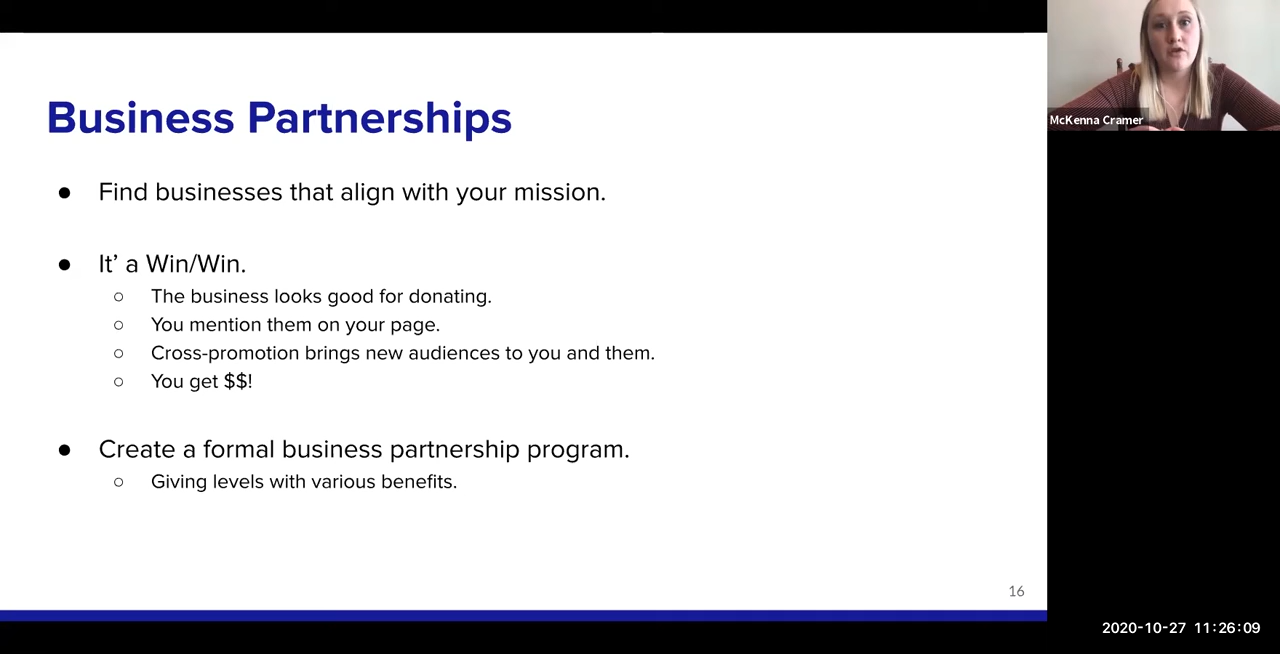 Business Partnerships
● Find businesses that align with your mission.
● It’ a Win/Win.
○ The business looks good for donating.
○ You mention them on your page.
○ Cross-promotion brings new audiences to you and them.
○ You get $$!
● Create a formal business partnership program.
○ Giving levels with various benefits.
16
McKenna Cramer
2020-10-27 11:26:09